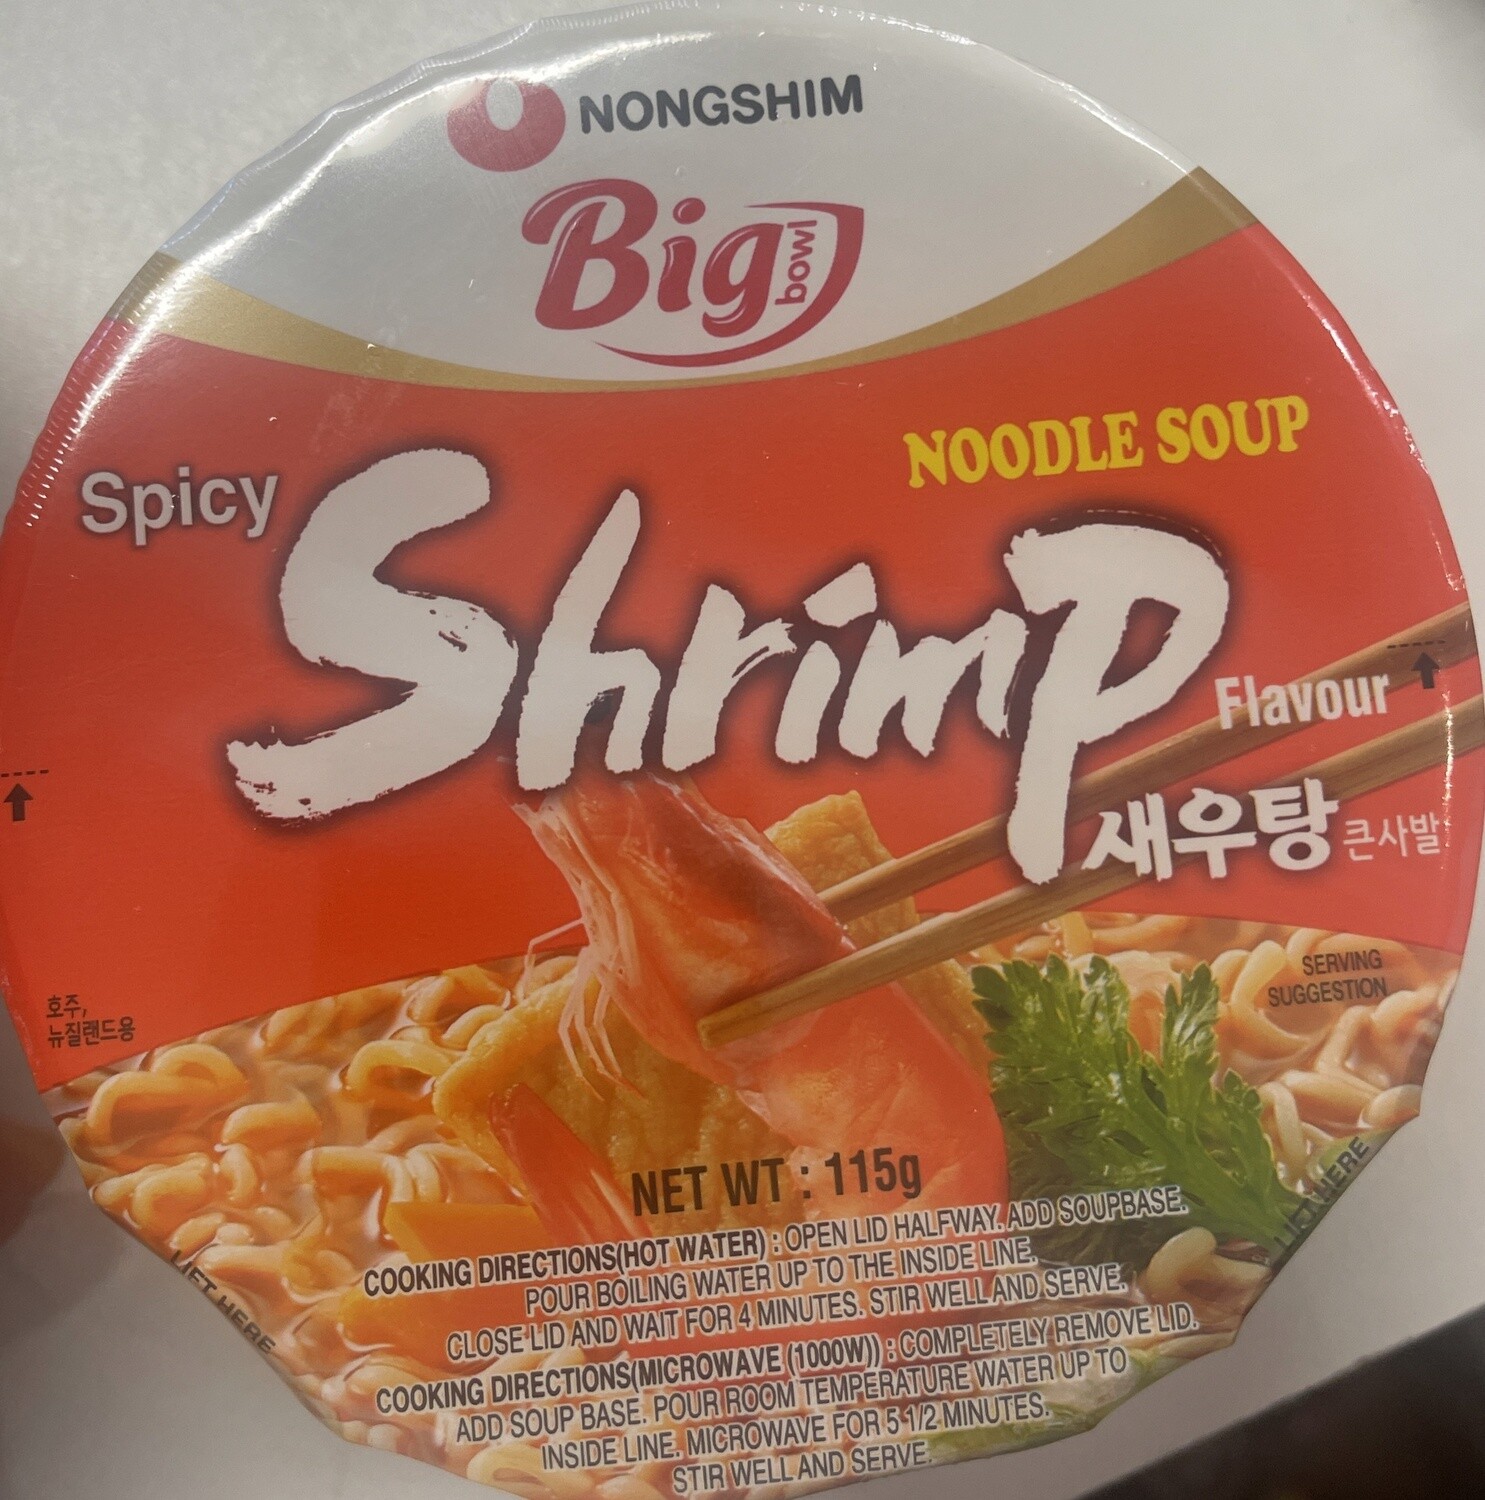 NONGSHIM
Big
bowl
NOODLE SOUP
Spicy
Shrimp
Flavour
새우탕 큰사발
호주,
뉴질랜드용
SERVING
SUGGESTION
NET WT : 115g
COOKING DIRECTIONS(HOT WATER) : OPEN LID HALFWAY. ADD SOUPBASE.
POUR BOILING WATER UP TO THE INSIDE LINE.
CLOSE LID AND WAIT FOR 4 MINUTES. STIR WELL AND SERVE.
COOKING DIRECTIONS(MICROWAVE (1000W)) : COMPLETELY REMOVE LID.
ADD SOUP BASE. POUR ROOM TEMPERATURE WATER UP TO
INSIDE LINE. MICROWAVE FOR 5 1/2 MINUTES.
STIR WELL AND SERVE.
LIFT HERE
LIFT HERE